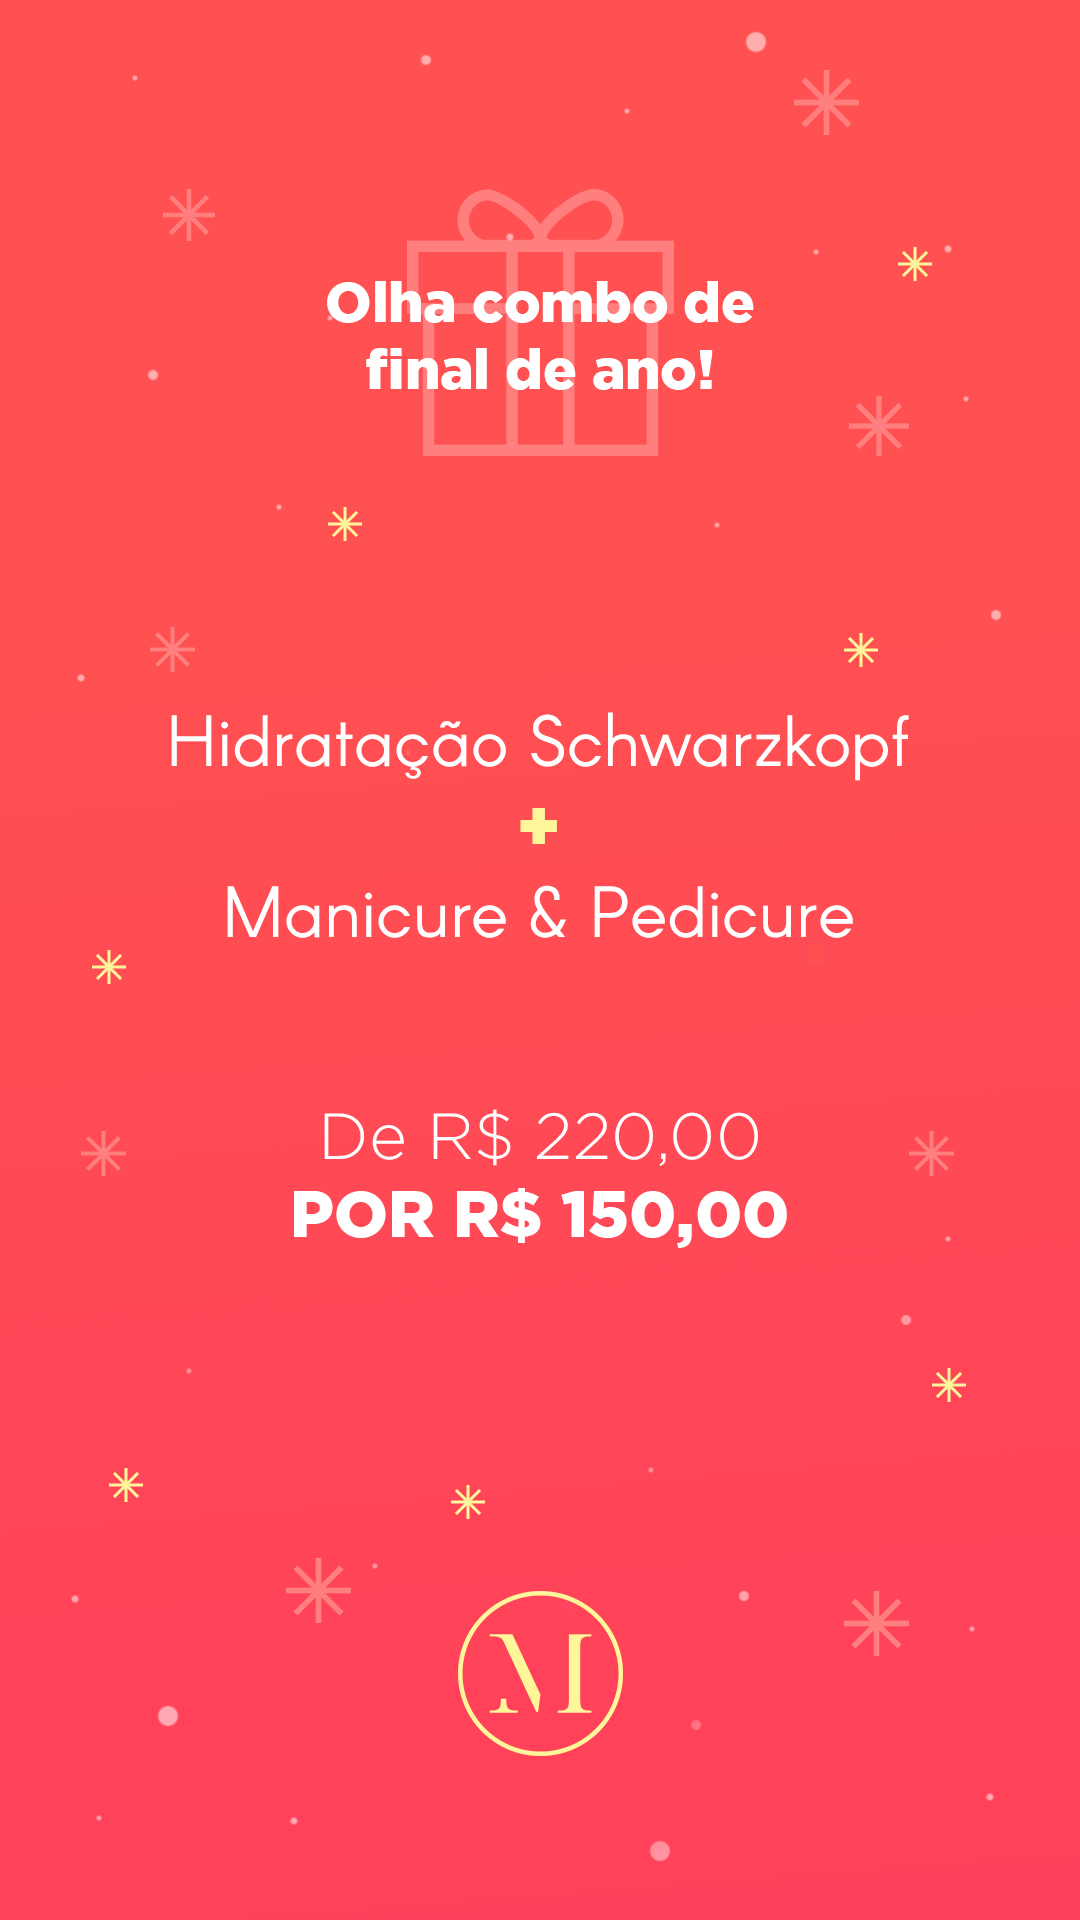 Olha combo de
final de ano!
Hidratação Schwarzkopf
+
Manicure & Pedicure
De R$ 220,00
POR R$ 150,00
M